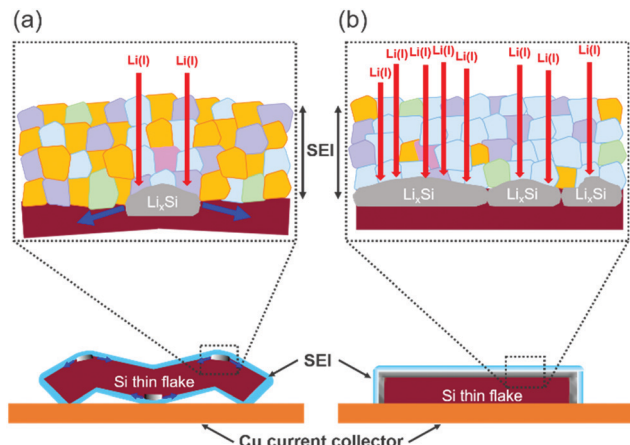 (a)
(b)
Li(I) Li(I)
Li(I) Li(I) Li(I) Li(I) Li(I) Li(I) Li(I) Li(I)
SEI
LixSi
LixSi LixSi LixSi
SEI
Si thin flake
Si thin flake
Cu current collector